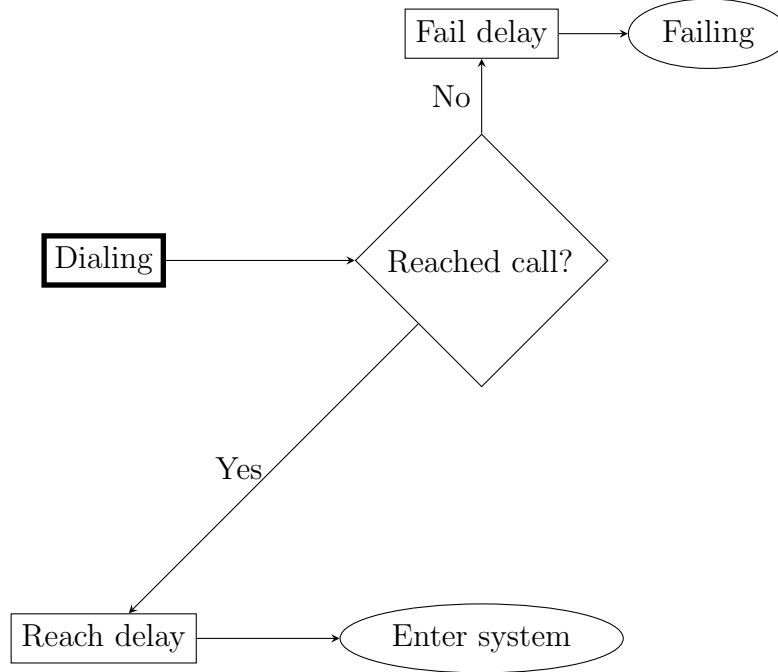 Fail delay
Failing
No
Dialing
Reached call?
Yes
Reach delay
Enter system